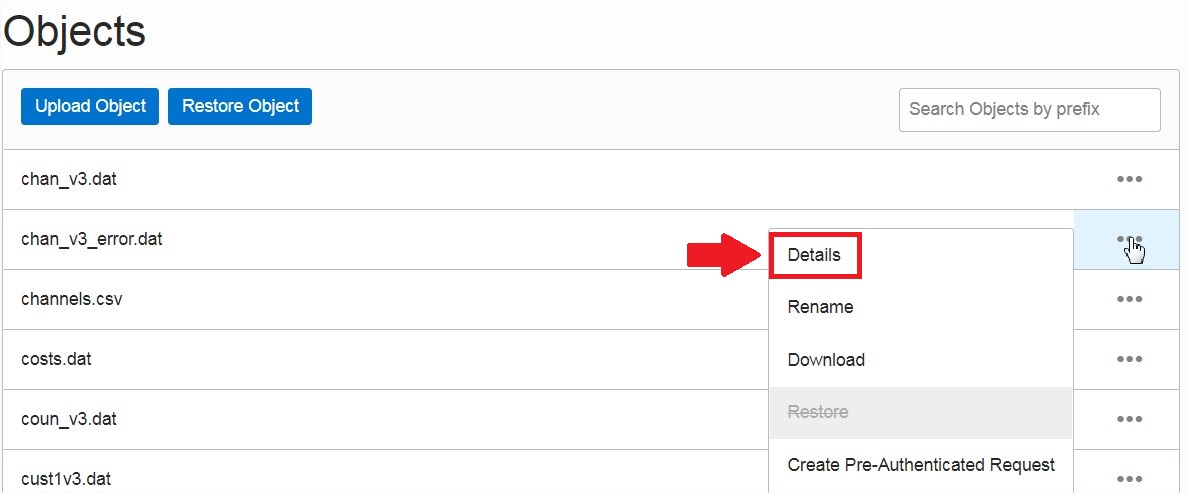 Objects
Upload Object
Restore Object
Search Objects by prefix
chan_v3.dat
chan_v3_error.dat
Details
Rename
Download
Restore
Create Pre-Authenticated Request
channels.csv
costs.dat
coun_v3.dat
cust1v3.dat